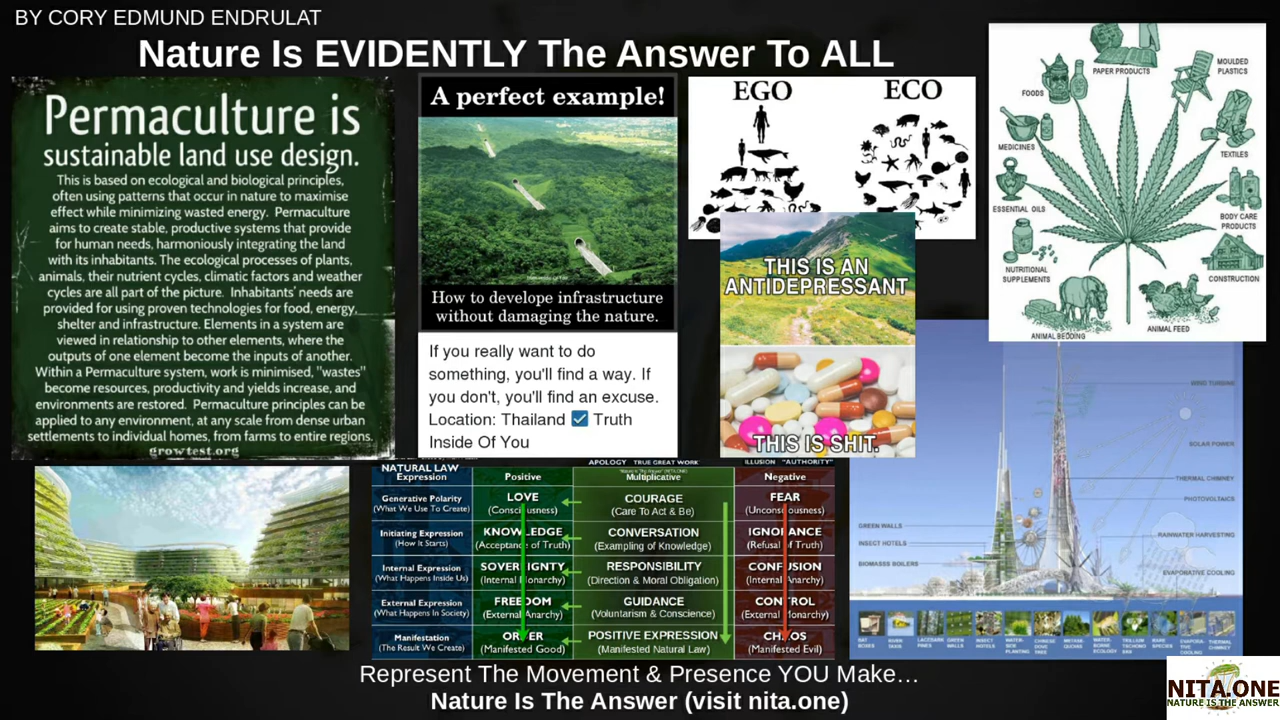 BY CORY EDMUND ENDRULAT
Nature Is EVIDENTLY The Answer To ALL
Permaculture is
sustainable land use design.
This is based on ecological and biological principles,
often using patterns that occur in nature to maximise
effect while minimizing wasted energy. Permaculture
aims to create stable, productive systems that provide
for human needs, harmoniously integrating the land
with its inhabitants. The ecological processes of plants,
animals, their nutrient cycles, climatic factors and weather
cycles are all part of the picture. Inhabitants' needs are
provided for using proven technologies for food, energy,
shelter and infrastructure. Elements in a system are
viewed in relationship to other elements, where the
outputs of one element become the inputs of another.
Within a Permaculture system, work is minimised, "wastes"
become resources, productivity and yields increase, and
environments are restored. Permaculture principles can be
applied to any environment, at any scale from dense urban
settlements to individual homes, from farms to entire regions.
growtest.org
A perfect example!
How to develope infrastructure
without damaging the nature.
If you really want to do
something, you'll find a way. If
you don't, you'll find an excuse.
Location: Thailand ☑ Truth
Inside Of You
EGO
ECO
THIS IS AN
ANTIDEPRESSANT
THIS IS SHIT.
PAPER PRODUCTS
MOULDED
PLASTICS
FOODS
MEDICINES
TEXTILES
ESSENTIAL OILS
BODY CARE
PRODUCTS
NUTRITIONAL
SUPPLEMENTS
CONSTRUCTION
ANIMAL BEDDING
ANIMAL FEED
NATURAL LAW
Expression
Positive
APOLOGY "TRUE GREAT WORK"
Multiplicative
ILLUSION "AUTHORITY"
Negative
Generative Polarity
(What We Use To Create)
LOVE
(Consciousness)
COURAGE
(Care To Act & Be)
FEAR
(Unconsciousness)
Initiating Expression
(How It Starts)
KNOWLEDGE
(Acceptance of Truth)
CONVERSATION
(Exampling of Knowledge)
IGNORANCE
(Refusal of Truth)
Internal Expression
(What Happens Inside Us)
SOVEREIGNTY
(Internal Monarchy)
RESPONSIBILITY
(Direction & Moral Obligation)
CONFUSION
(Internal Anarchy)
External Expression
(What Happens In Society)
FREEDOM
(External Anarchy)
GUIDANCE
(Voluntarism & Conscience)
CONTROL
(External Monarchy)
Manifestation
(The Result We Create)
ORDER
(Manifested Good)
POSITIVE EXPRESSION
(Manifested Natural Law)
CHAOS
(Manifested Evil)
WIND TURBINE
SOLAR POWER
THERMAL CHIMNEY
PHOTOVOLTAICS
GREEN WALLS
RAINWATER HARVESTING
INSECT HOTELS
BIOMASSS BOILERS
EVAPORATIVE COOLING
BAT
BOXES
GREEN
WALLS
INSECT
HOTELS
THERMAL
CHIMNEY
Represent The Movement & Presence YOU Make…
Nature Is The Answer (visit nita.one)
NITA.ONE
NATURE IS THE ANSWER